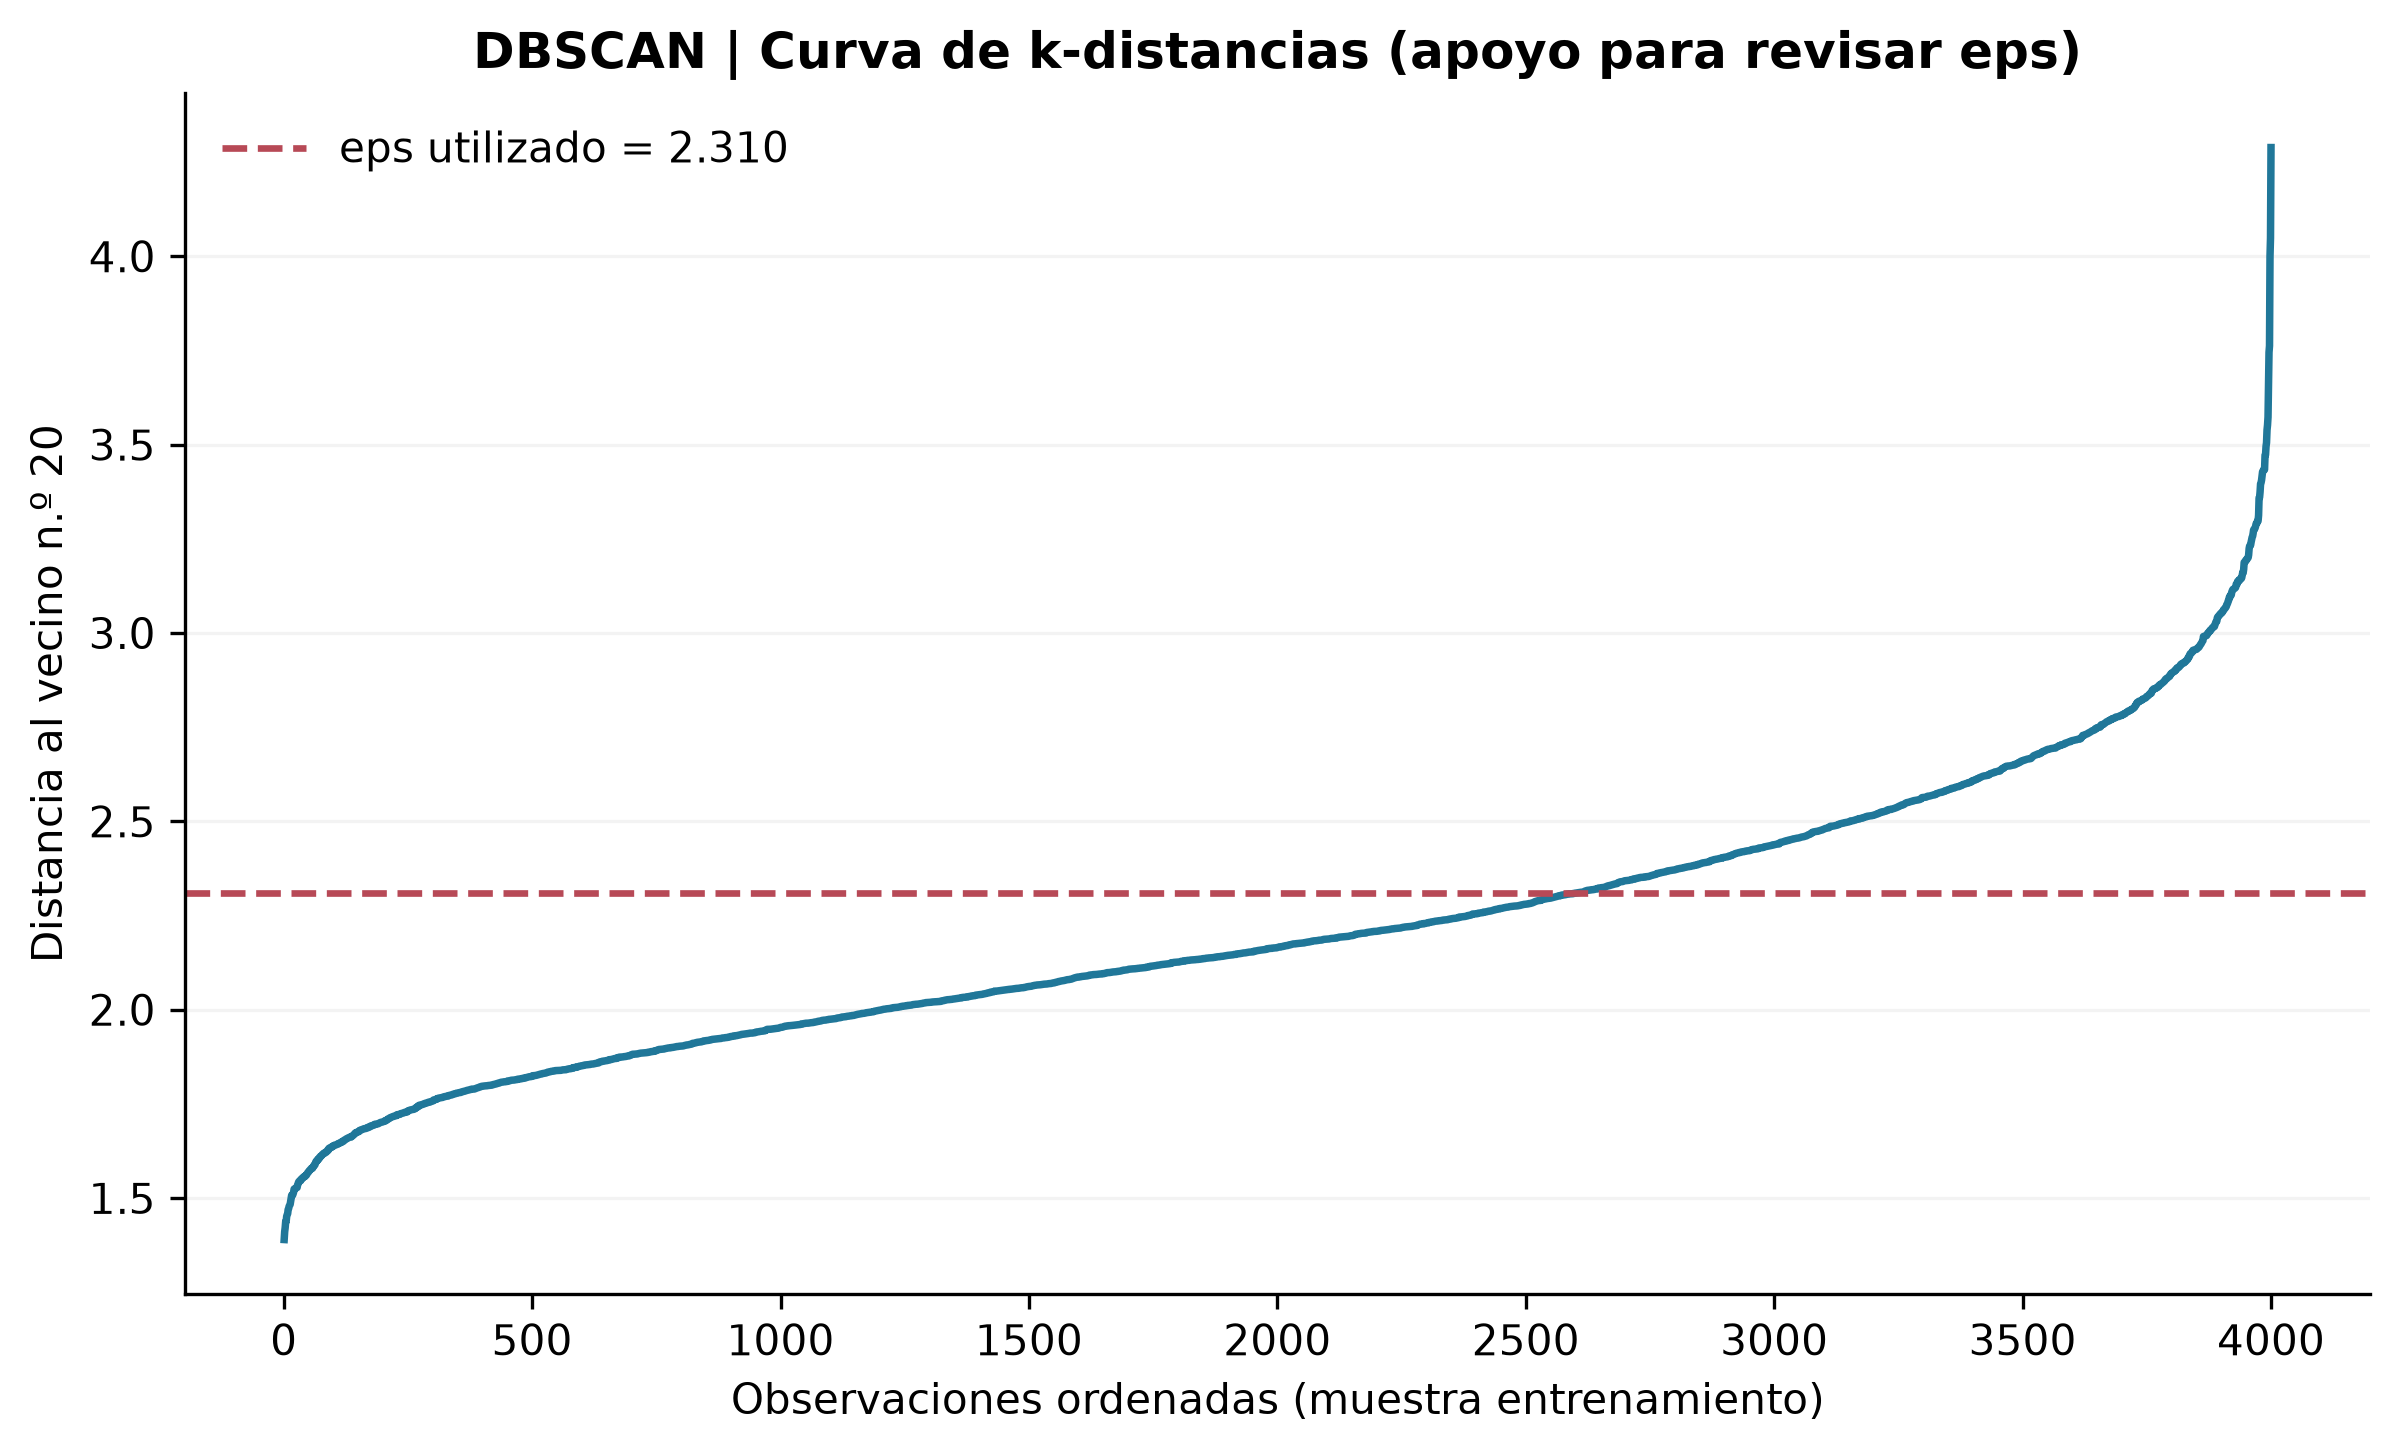 DBSCAN | Curva de k-distancias (apoyo para revisar eps)
eps utilizado = 2.310
Distancia al vecino n.º 20
4.0
3.5
3.0
2.5
2.0
1.5
0 500 1000 1500 2000 2500 3000 3500 4000
Observaciones ordenadas (muestra entrenamiento)